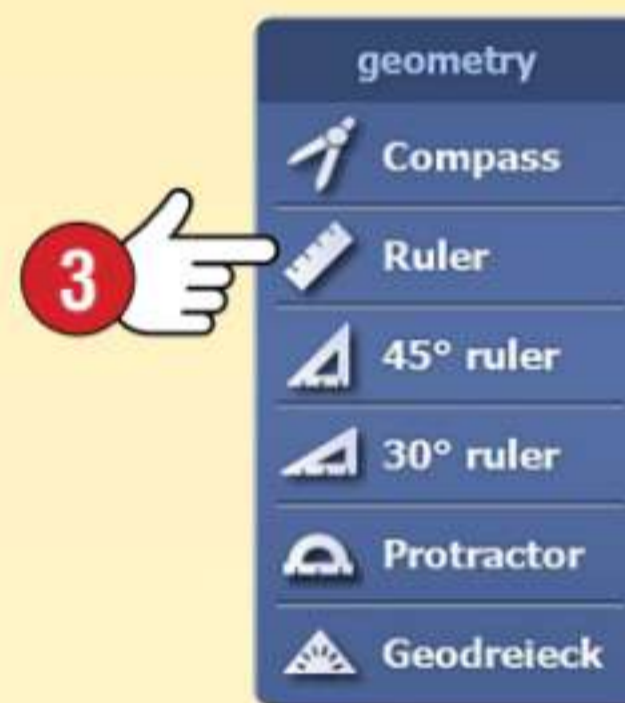 geometry
Compass
3
Ruler
45° ruler
30° ruler
Protractor
Geodreieck